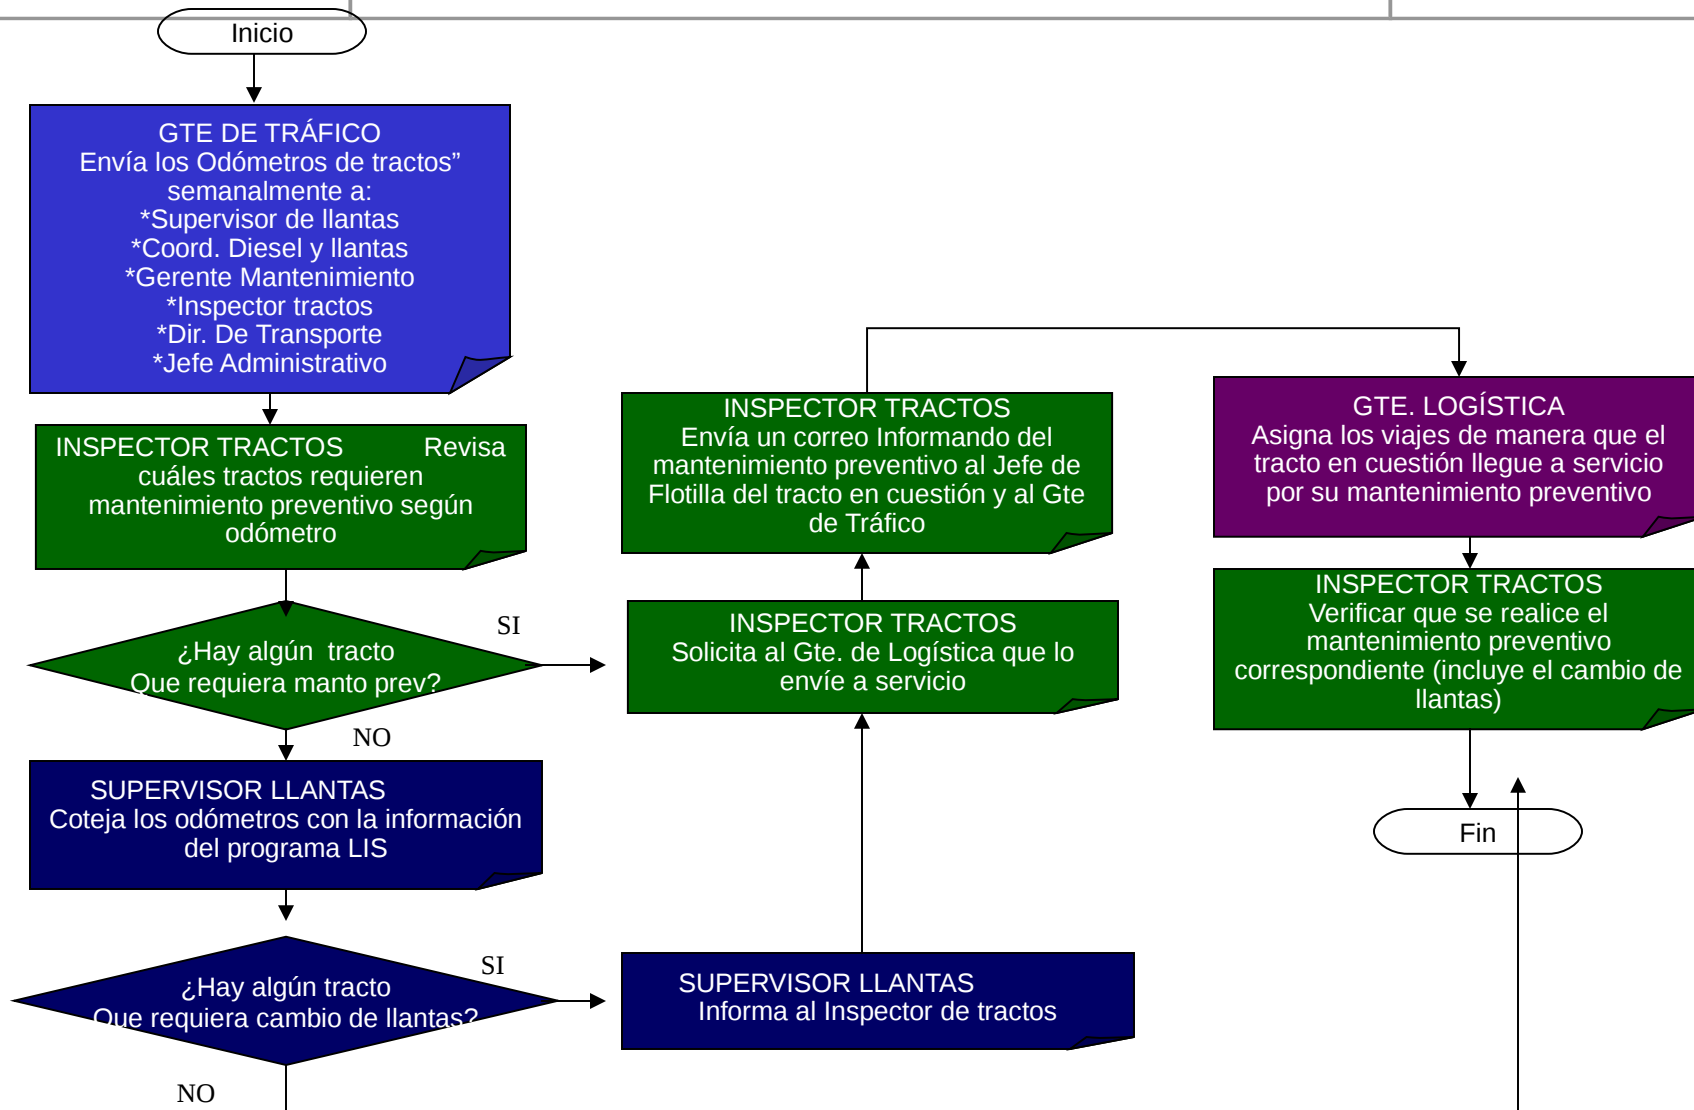 Inicio
GTE DE TRÁFICO
Envía los Odómetros de tractos”
semanalmente a:
*Supervisor de llantas
*Coord. Diesel y llantas
*Gerente Mantenimiento
*Inspector tractos
*Dir. De Transporte
*Jefe Administrativo
INSPECTOR TRACTOS Revisa
cuáles tractos requieren
mantenimiento preventivo según
odómetro
¿Hay algún tracto
Que requiera manto prev?
SI
NO
SUPERVISOR LLANTAS
Coteja los odómetros con la información
del programa LIS
¿Hay algún tracto
Que requiera cambio de llantas?
SI
NO
INSPECTOR TRACTOS
Envía un correo Informando del
mantenimiento preventivo al Jefe de
Flotilla del tracto en cuestión y al Gte
de Tráfico
INSPECTOR TRACTOS
Solicita al Gte. de Logística que lo
envíe a servicio
SUPERVISOR LLANTAS
Informa al Inspector de tractos
GTE. LOGÍSTICA
Asigna los viajes de manera que el
tracto en cuestión llegue a servicio
por su mantenimiento preventivo
INSPECTOR TRACTOS
Verificar que se realice el
mantenimiento preventivo
correspondiente (incluye el cambio de
llantas)
Fin